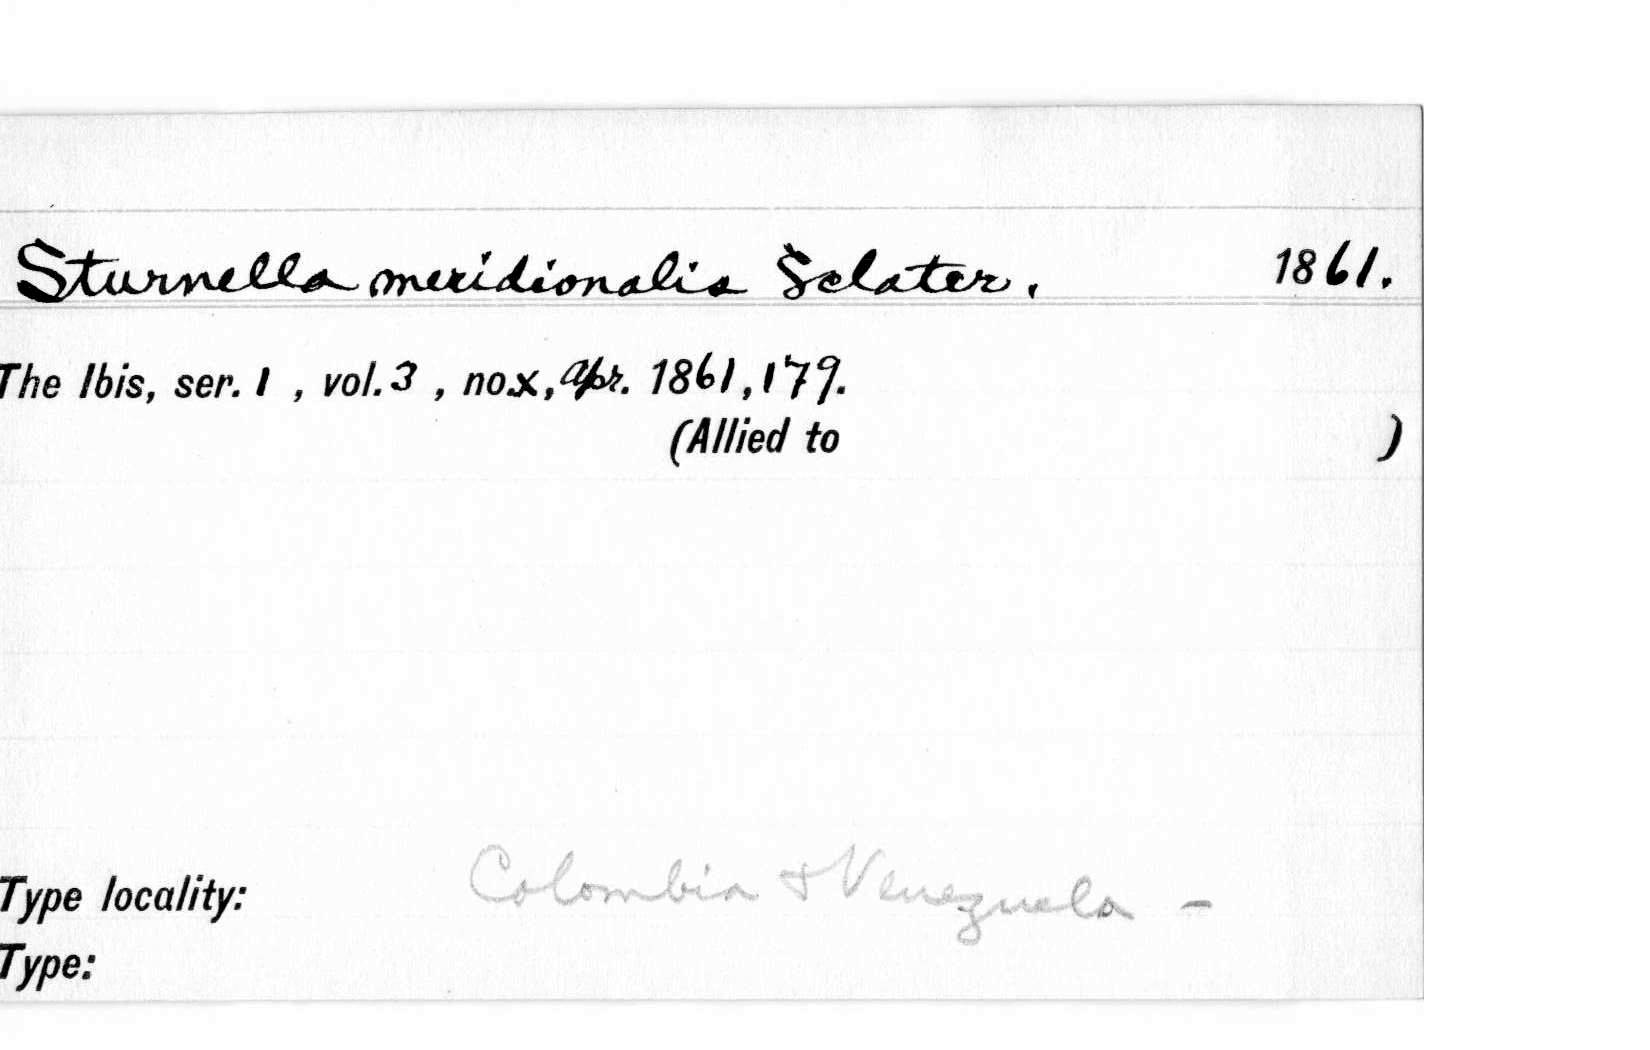 Sturnella meridionalis Sclater. 1861.
The Ibis, ser. 1 , vol. 3 , no. x, Apr. 1861, 179.
(Allied to )
Type locality: Colombia & Venezuela -
Type: